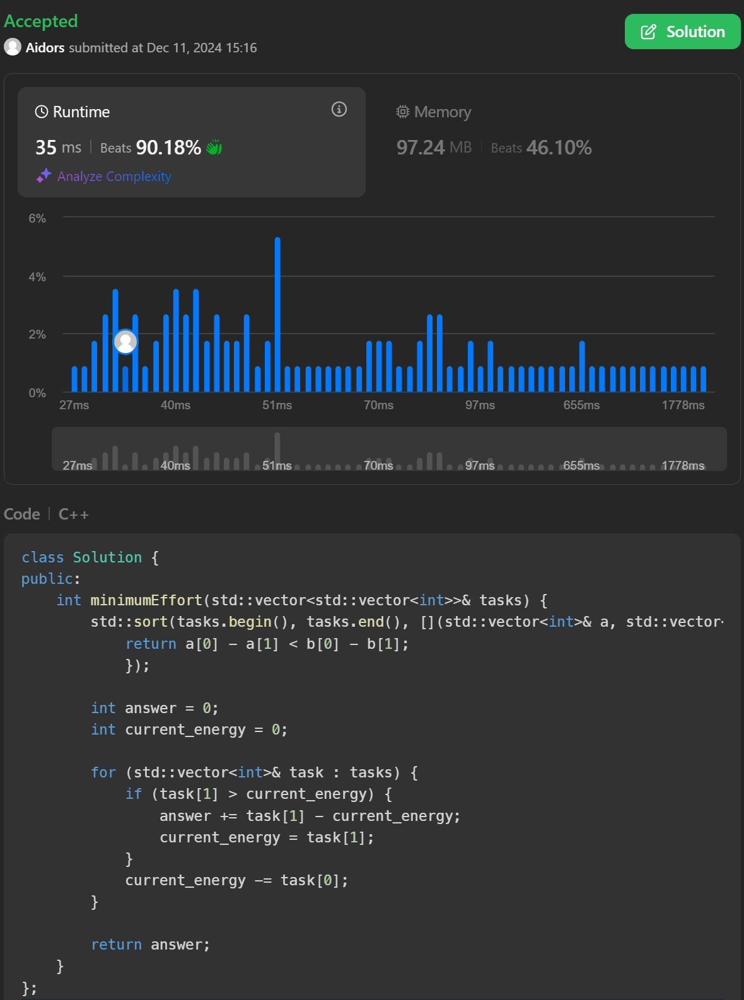 Accepted
Solution
Aidors submitted at Dec 11, 2024 15:16
Runtime
35 ms | Beats 90.18%
Analyze Complexity
Memory
97.24 MB | Beats 46.10%
6%
4%
2%
0%
27ms 40ms 51ms 70ms 97ms 655ms 1778ms
27ms 40ms 51ms 70ms 97ms 655ms 1778ms
Code | C++
class Solution {
public:
    int minimumEffort(std::vector<std::vector<int>>& tasks) {
        std::sort(tasks.begin(), tasks.end(), [](std::vector<int>& a, std::vector<
            return a[0] - a[1] < b[0] - b[1];
            });
        int answer = 0;
        int current_energy = 0;
        for (std::vector<int>& task : tasks) {
            if (task[1] > current_energy) {
                answer += task[1] - current_energy;
                current_energy = task[1];
            }
            current_energy -= task[0];
        }
        return answer;
    }
};